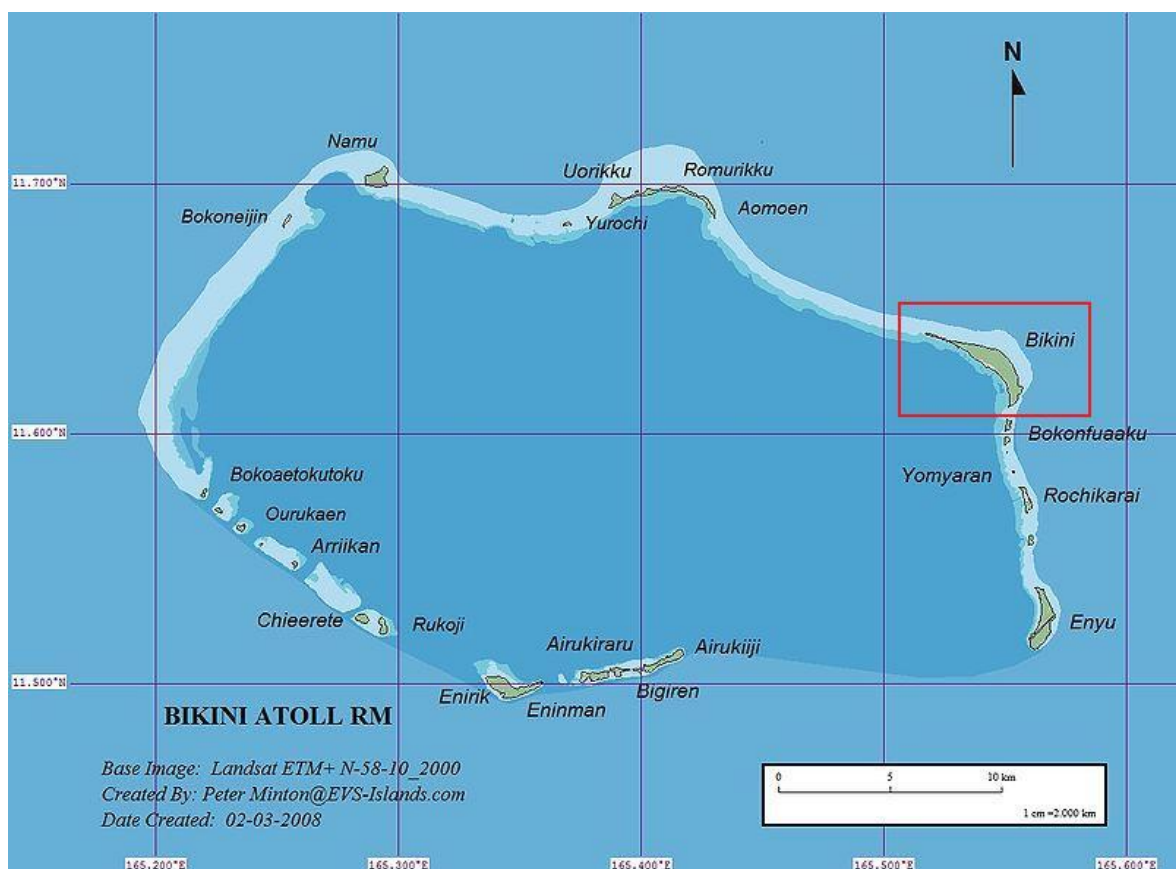 N
Namu
Uorikku
Romurikku
11.700°N
Bokoneijin
Yurochi
Aomoen
Bikini
11.600°N
Bokonfuaaku
Bokoaetokutoku
Yomyaran
Rochikarai
Ourukaen
Arriikan
Chieerete
Rukoji
Enyu
Airukiraru
Airukiiji
11.500°N
Enirik
Eninman
Bigiren
BIKINI ATOLL RM
Base Image: Landsat ETM+ N-58-10_2000
Created By: Peter Minton@EVS-Islands.com
Date Created: 02-03-2008
0 5 10 km
1 cm =2.000 km
165.200°E 165.300°E 165.400°E 165.500°E 165.600°E